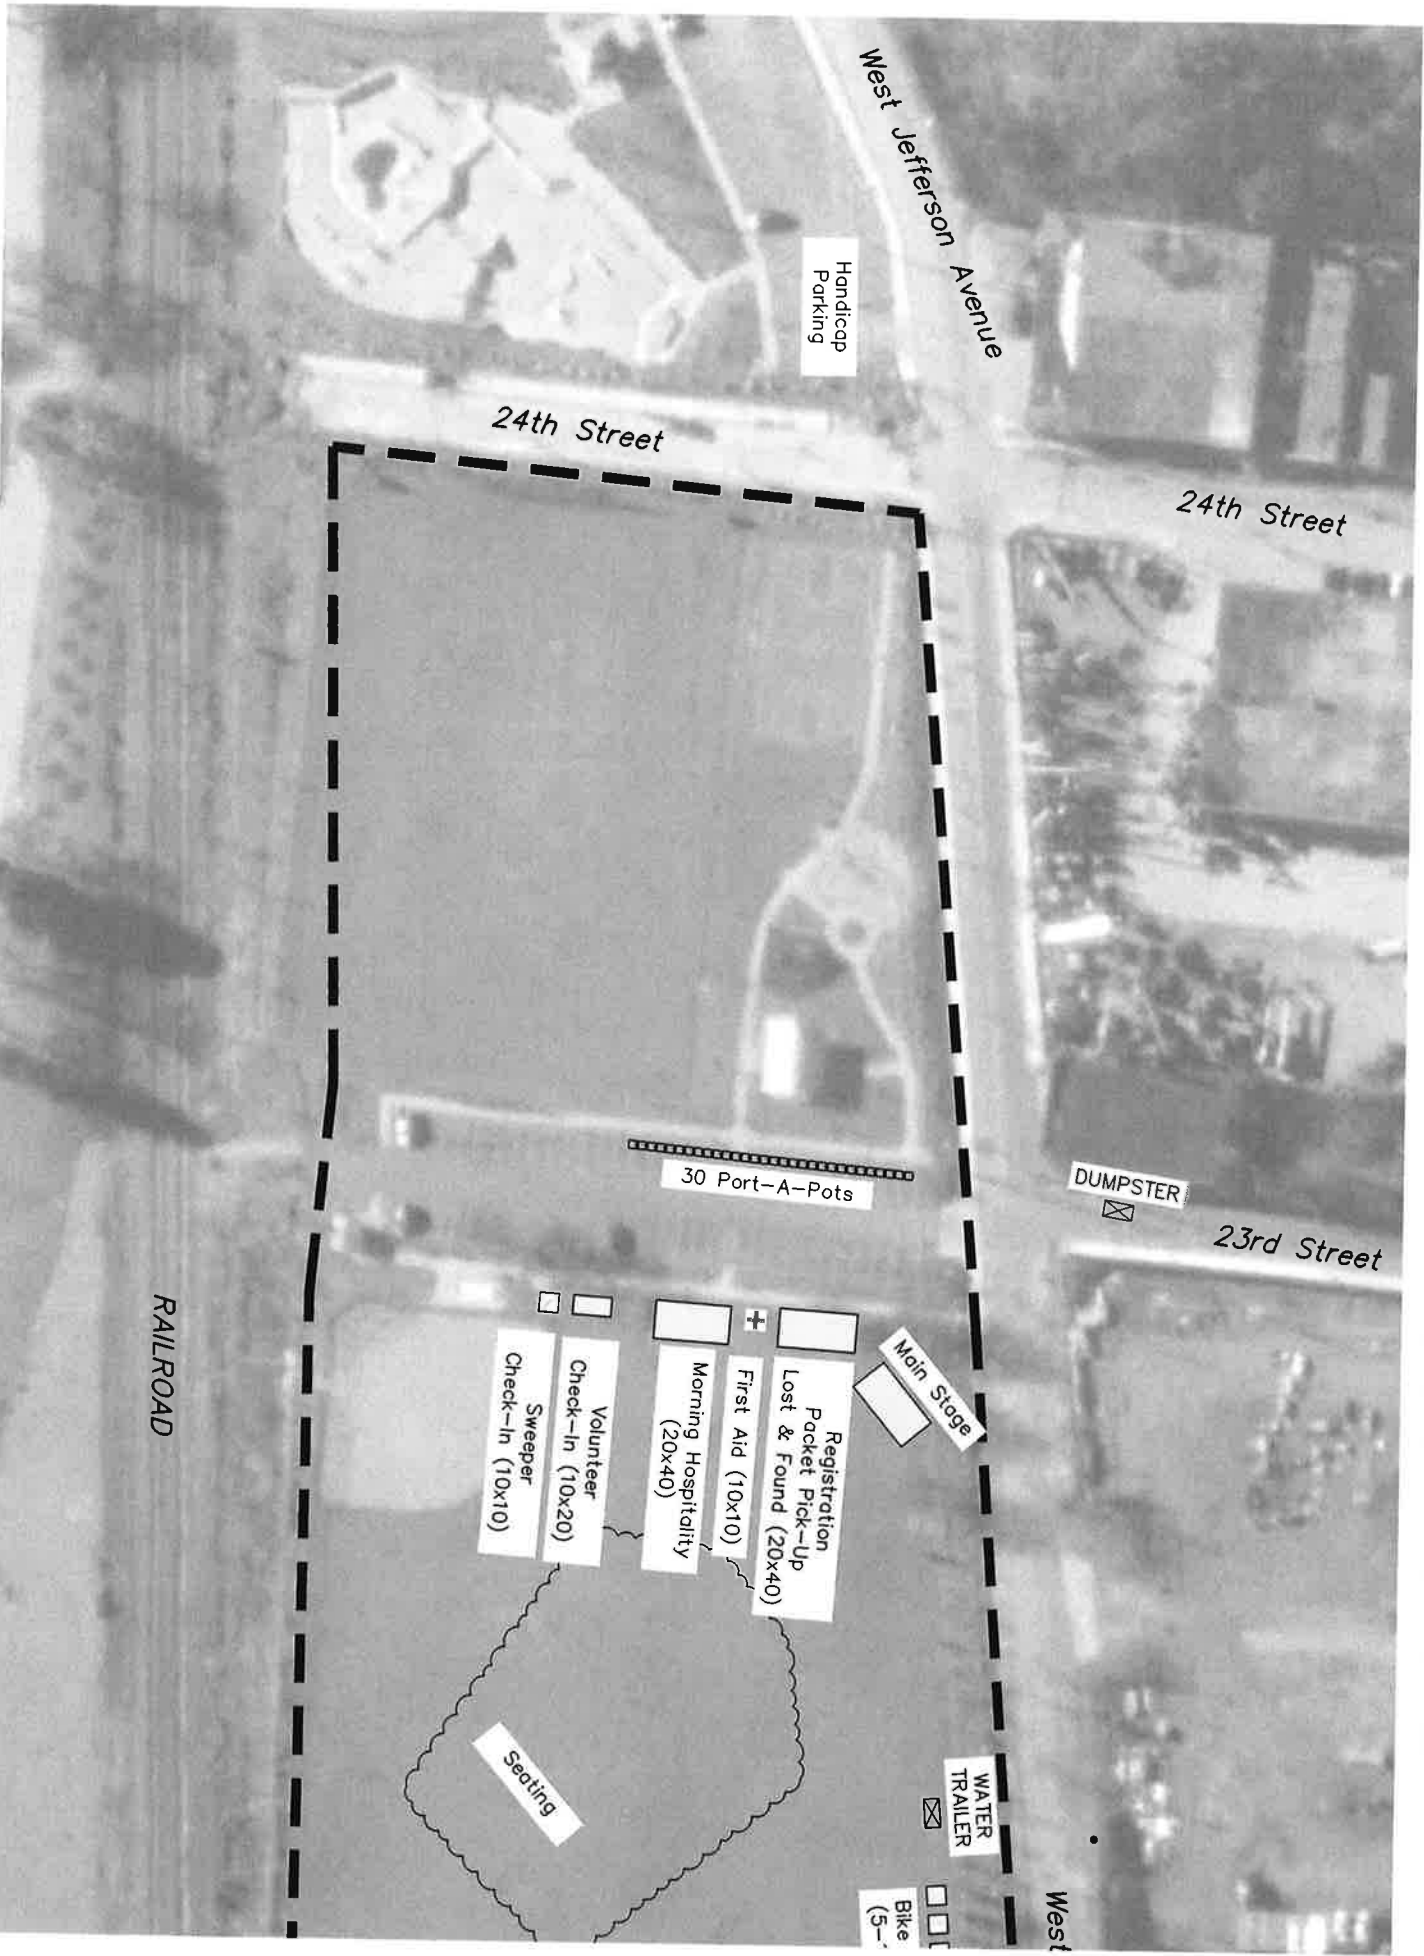 West Jefferson Avenue
Handicap
Parking
24th Street
24th Street
30 Port-A-Pots
DUMPSTER
23rd Street
RAILROAD
Main Stage
Registration
Packet Pick-Up
Lost & Found (20x40)
First Aid (10x10)
Morning Hospitality
(20x40)
Volunteer
Check-In (10x20)
Sweeper
Check-In (10x10)
Seating
WATER
TRAILER
Bike
(5-
West